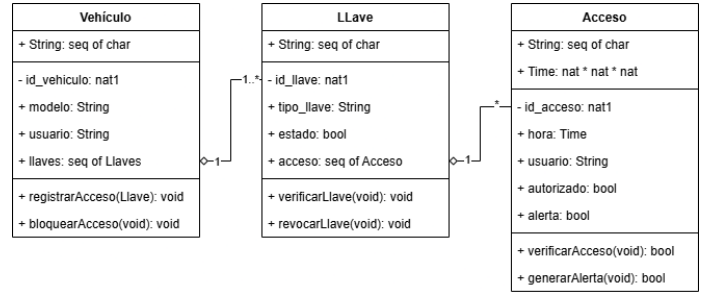 Vehículo
+ String: seq of char
- id_vehiculo: nat1
+ modelo: String
+ usuario: String
+ llaves: seq of Llaves
+ registrarAcceso(Llave): void
+ bloquearAcceso(void): void
1
1..*
LLave
+ String: seq of char
- id_llave: nat1
+ tipo_llave: String
+ estado: bool
+ acceso: seq of Acceso
+ verificarLlave(void): void
+ revocarLlave(void): void
1
*
Acceso
+ String: seq of char
+ Time: nat * nat * nat
- id_acceso: nat1
+ hora: Time
+ usuario: String
+ autorizado: bool
+ alerta: bool
+ verificarAcceso(void): bool
+ generarAlerta(void): bool